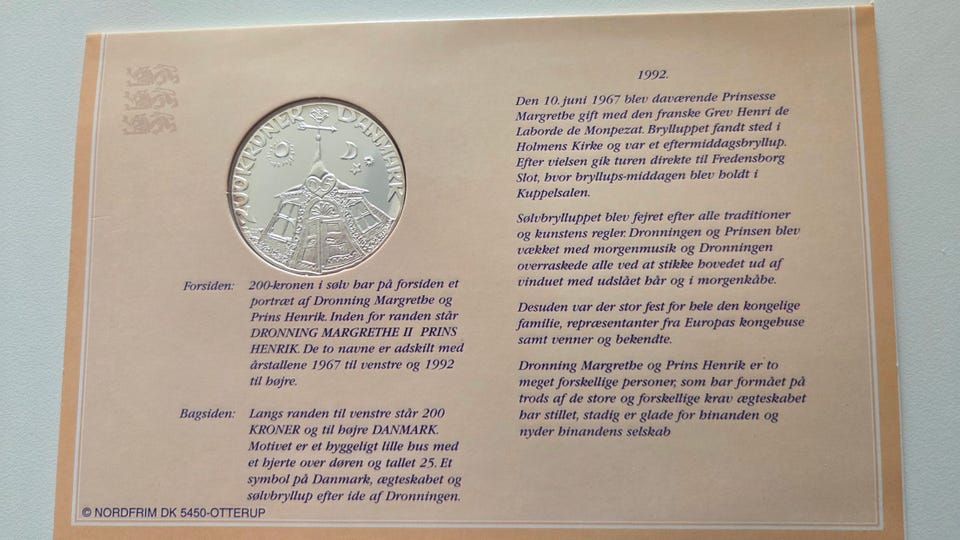 200 KRONER DANMARK
Forsiden: 200-kronen i sølv har på forsiden et
portræt af Dronning Margrethe og
Prins Henrik. Inden for randen står
DRONNING MARGRETHE II PRINS
HENRIK. De to navne er adskilt med
årstallene 1967 til venstre og 1992
til højre.
Bagsiden: Langs randen til venstre står 200
KRONER og til højre DANMARK.
Motivet er et hyggeligt lille hus med
et hjerte over døren og tallet 25. Et
symbol på Danmark, ægteskabet og
sølvbryllup efter ide af Dronningen.
© NORDFRIM DK 5450-OTTERUP
1992.
Den 10. juni 1967 blev daværende Prinsesse
Margrethe gift med den franske Grev Henri de
Laborde de Monpezat. Brylluppet fandt sted i
Holmens Kirke og var et eftermiddagsbryllup.
Efter vielsen gik turen direkte til Fredensborg
Slot, hvor bryllups-middagen blev holdt i
Kuppelsalen.
Sølvbrylluppet blev fejret efter alle traditioner
og kunstens regler. Dronningen og Prinsen blev
vækket med morgenmusik og Dronningen
overraskede alle ved at stikke hovedet ud af
vinduet med udslået hår og i morgenkåbe.
Desuden var der stor fest for hele den kongelige
familie, repræsentanter fra Europas kongehuse
samt venner og bekendte.
Dronning Margrethe og Prins Henrik er to
meget forskellige personer, som har formået på
trods af de store og forskellige krav ægteskabet
har stillet, stadig er glade for hinanden og
nyder hinandens selskab